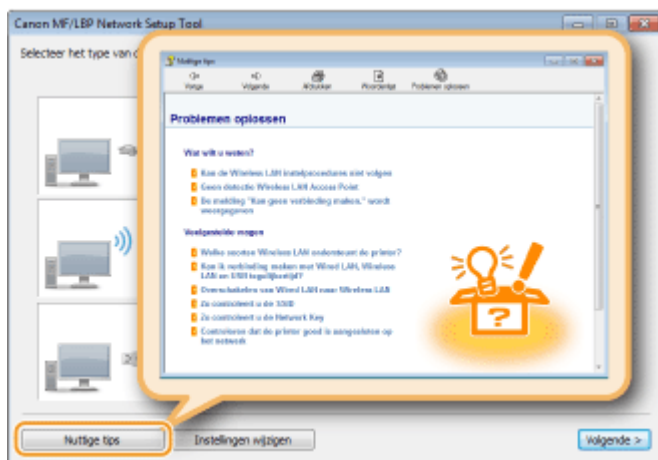 Canon MF/LBP Network Setup Tool
Selecteer het type van
Nuttige tips
Vorige Volgende Afdrukken Woordenlijst Problemen oplossen
Problemen oplossen
Wat wilt u weten?
Kan de Wireless LAN instelprocedures niet volgen
Geen detectie Wireless LAN Access Point
De melding "Kan geen verbinding maken." wordt
weergegeven
Veelgestelde vragen
Welke soorten Wireless LAN ondersteunt de printer?
Kan ik verbinding maken met Wired LAN, Wireless
LAN en USB tegelijkertijd?
Overschakelen van Wired LAN naar Wireless LAN
Zo controleert u de SSID
Zo controleert u de Network Key
Controleren dat de printer goed is aangesloten op
het netwerk
?
Nuttige tips Instellingen wijzigen Volgende >